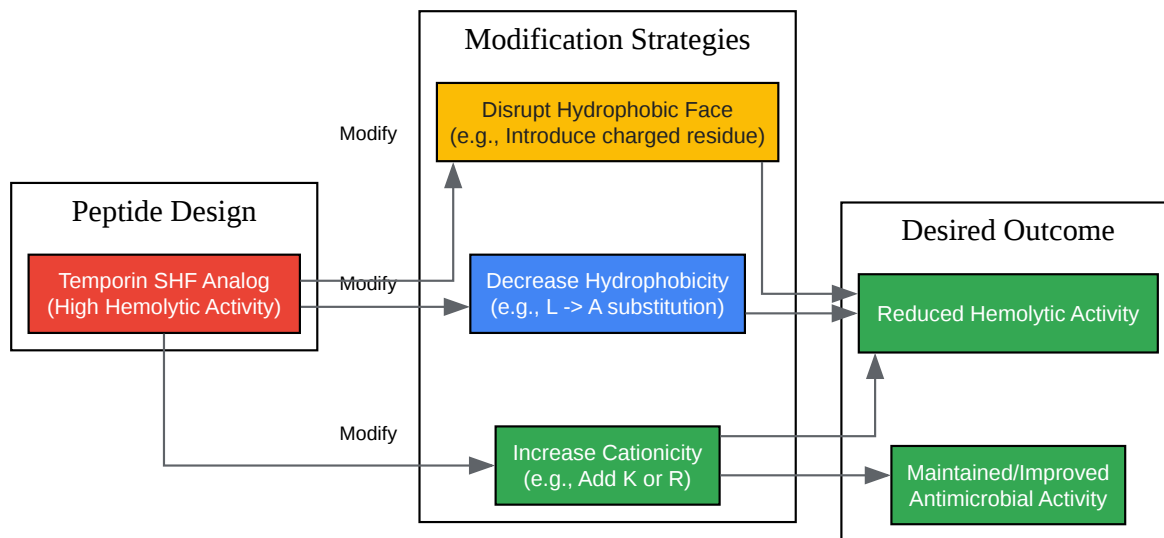 Modification Strategies
Disrupt Hydrophobic Face
(e.g., Introduce charged residue)
Modify
Peptide Design
Desired Outcome
Temporin SHF Analog
(High Hemolytic Activity)
Modify
Decrease Hydrophobicity
(e.g., L -> A substitution)
Reduced Hemolytic Activity
Modify
Increase Cationicity
(e.g., Add K or R)
Maintained/Improved
Antimicrobial Activity